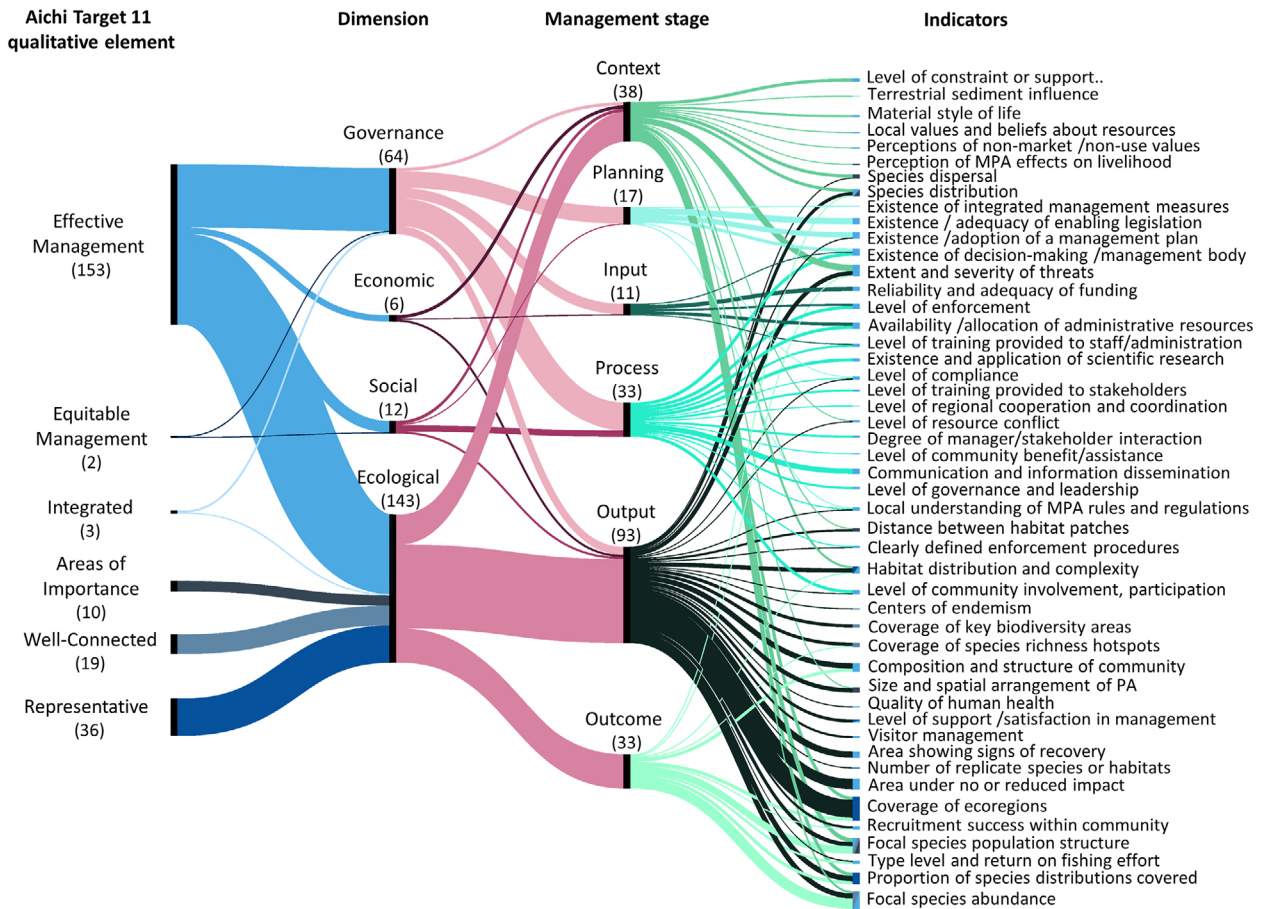 Aichi Target 11
qualitative element
Dimension
Management stage
Indicators
Effective
Management
(153)
Equitable
Management
(2)
Integrated
(3)
Areas of
Importance
(10)
Well-Connected
(19)
Representative
(36)
Governance
(64)
Economic
(6)
Social
(12)
Ecological
(143)
Context
(38)
Planning
(17)
Input
(11)
Process
(33)
Output
(93)
Outcome
(33)
Level of constraint or support..
Terrestrial sediment influence
Material style of life
Local values and beliefs about resources
Perceptions of non-market /non-use values
Perception of MPA effects on livelihood
Species dispersal
Species distribution
Existence of integrated management measures
Existence / adequacy of enabling legislation
Existence /adoption of a management plan
Existence of decision-making /management body
Extent and severity of threats
Reliability and adequacy of funding
Level of enforcement
Availability /allocation of administrative resources
Level of training provided to staff/administration
Existence and application of scientific research
Level of compliance
Level of training provided to stakeholders
Level of regional cooperation and coordination
Level of resource conflict
Degree of manager/stakeholder interaction
Level of community benefit/assistance
Communication and information dissemination
Level of governance and leadership
Local understanding of MPA rules and regulations
Distance between habitat patches
Clearly defined enforcement procedures
Habitat distribution and complexity
Level of community involvement, participation
Centers of endemism
Coverage of key biodiversity areas
Coverage of species richness hotspots
Composition and structure of community
Size and spatial arrangement of PA
Quality of human health
Level of support /satisfaction in management
Visitor management
Area showing signs of recovery
Number of replicate species or habitats
Area under no or reduced impact
Coverage of ecoregions
Recruitment success within community
Focal species population structure
Type level and return on fishing effort
Proportion of species distributions covered
Focal species abundance